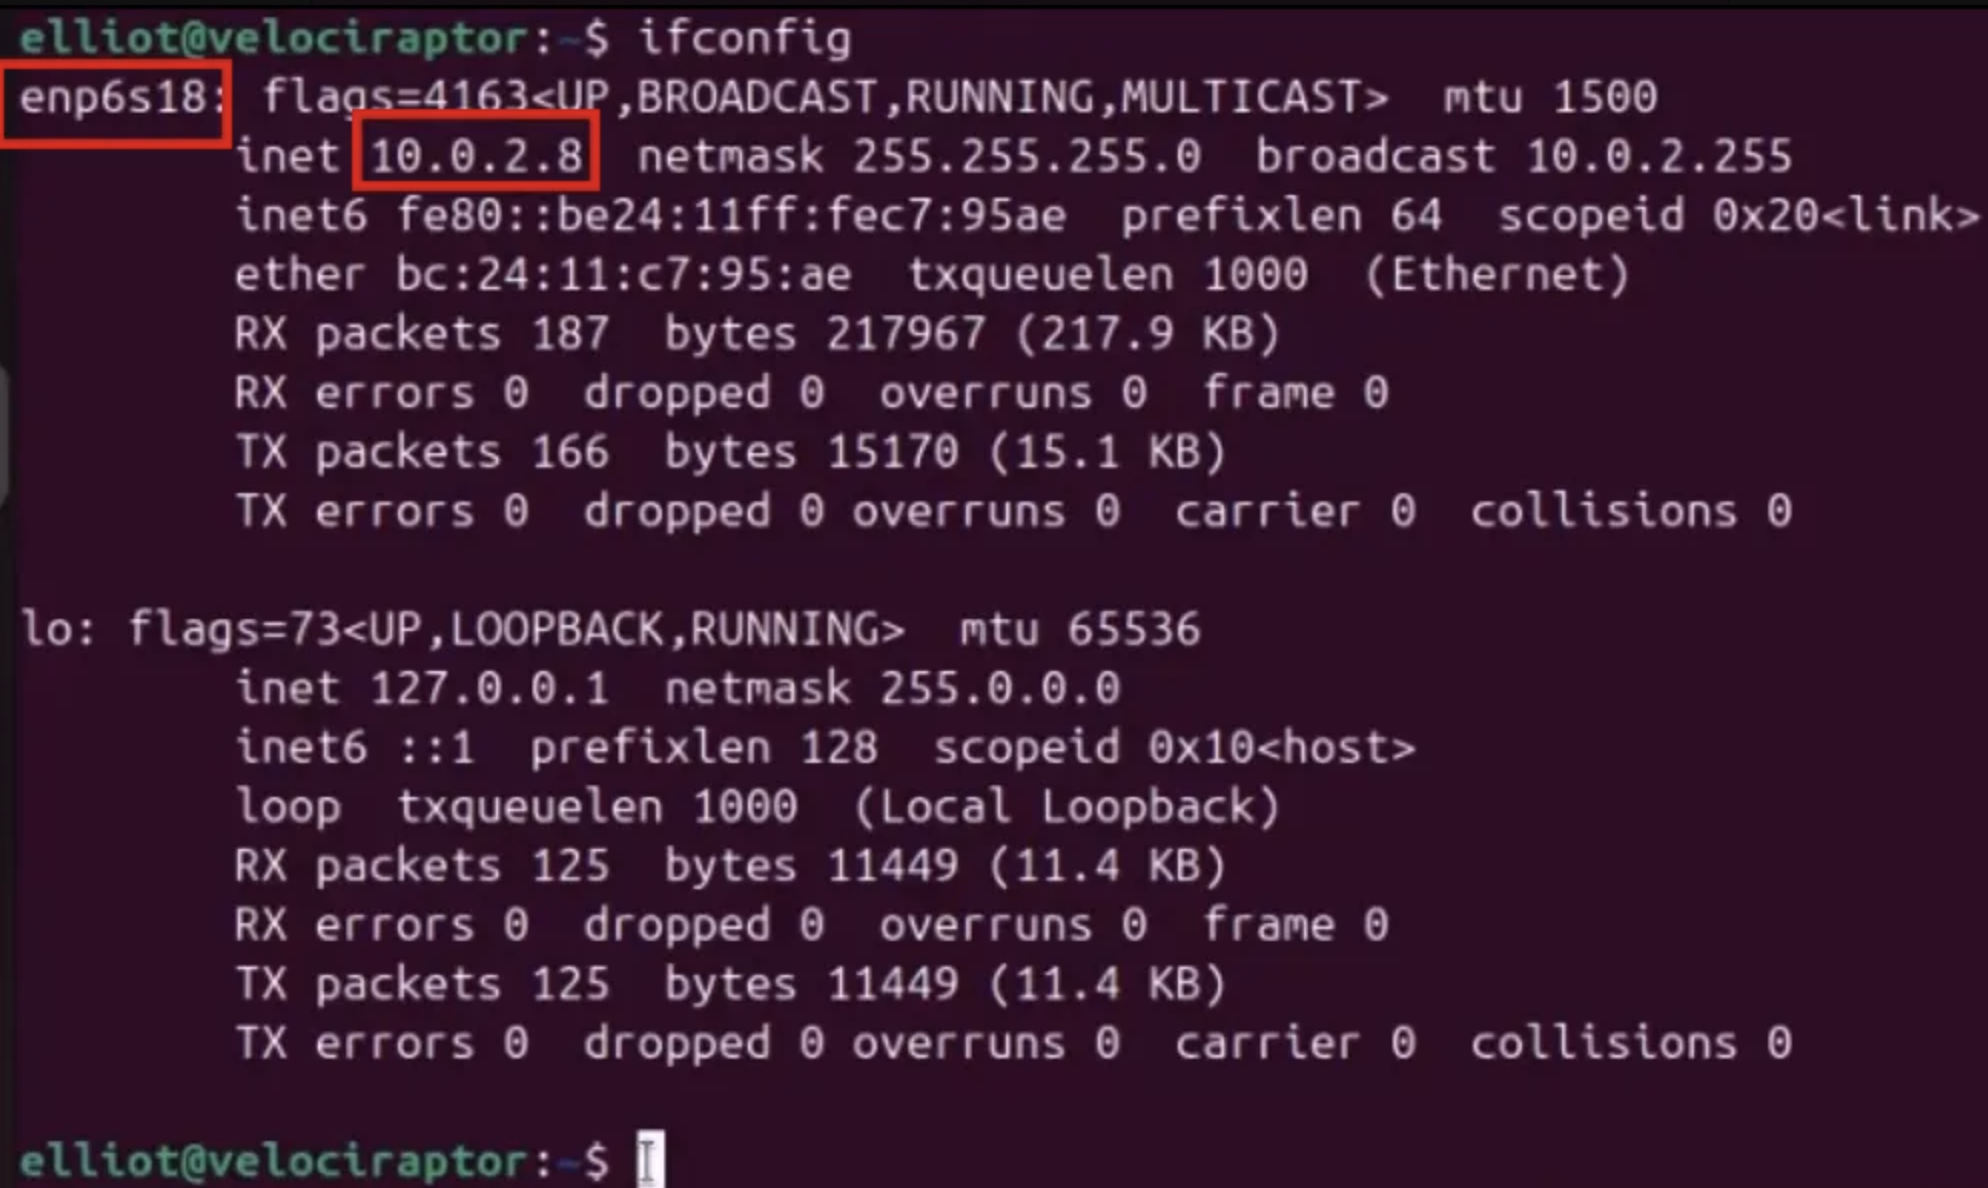 elliot@velociraptor:~$ ifconfig
enp6s18: flags=4163<UP,BROADCAST,RUNNING,MULTICAST>  mtu 1500
        inet 10.0.2.8  netmask 255.255.255.0  broadcast 10.0.2.255
        inet6 fe80::be24:11ff:fec7:95ae  prefixlen 64  scopeid 0x20<link>
        ether bc:24:11:c7:95:ae  txqueuelen 1000  (Ethernet)
        RX packets 187  bytes 217967 (217.9 KB)
        RX errors 0  dropped 0  overruns 0  frame 0
        TX packets 166  bytes 15170 (15.1 KB)
        TX errors 0  dropped 0 overruns 0  carrier 0  collisions 0

lo: flags=73<UP,LOOPBACK,RUNNING>  mtu 65536
        inet 127.0.0.1  netmask 255.0.0.0
        inet6 ::1  prefixlen 128  scopeid 0x10<host>
        loop  txqueuelen 1000  (Local Loopback)
        RX packets 125  bytes 11449 (11.4 KB)
        RX errors 0  dropped 0  overruns 0  frame 0
        TX packets 125  bytes 11449 (11.4 KB)
        TX errors 0  dropped 0 overruns 0  carrier 0  collisions 0

elliot@velociraptor:~$